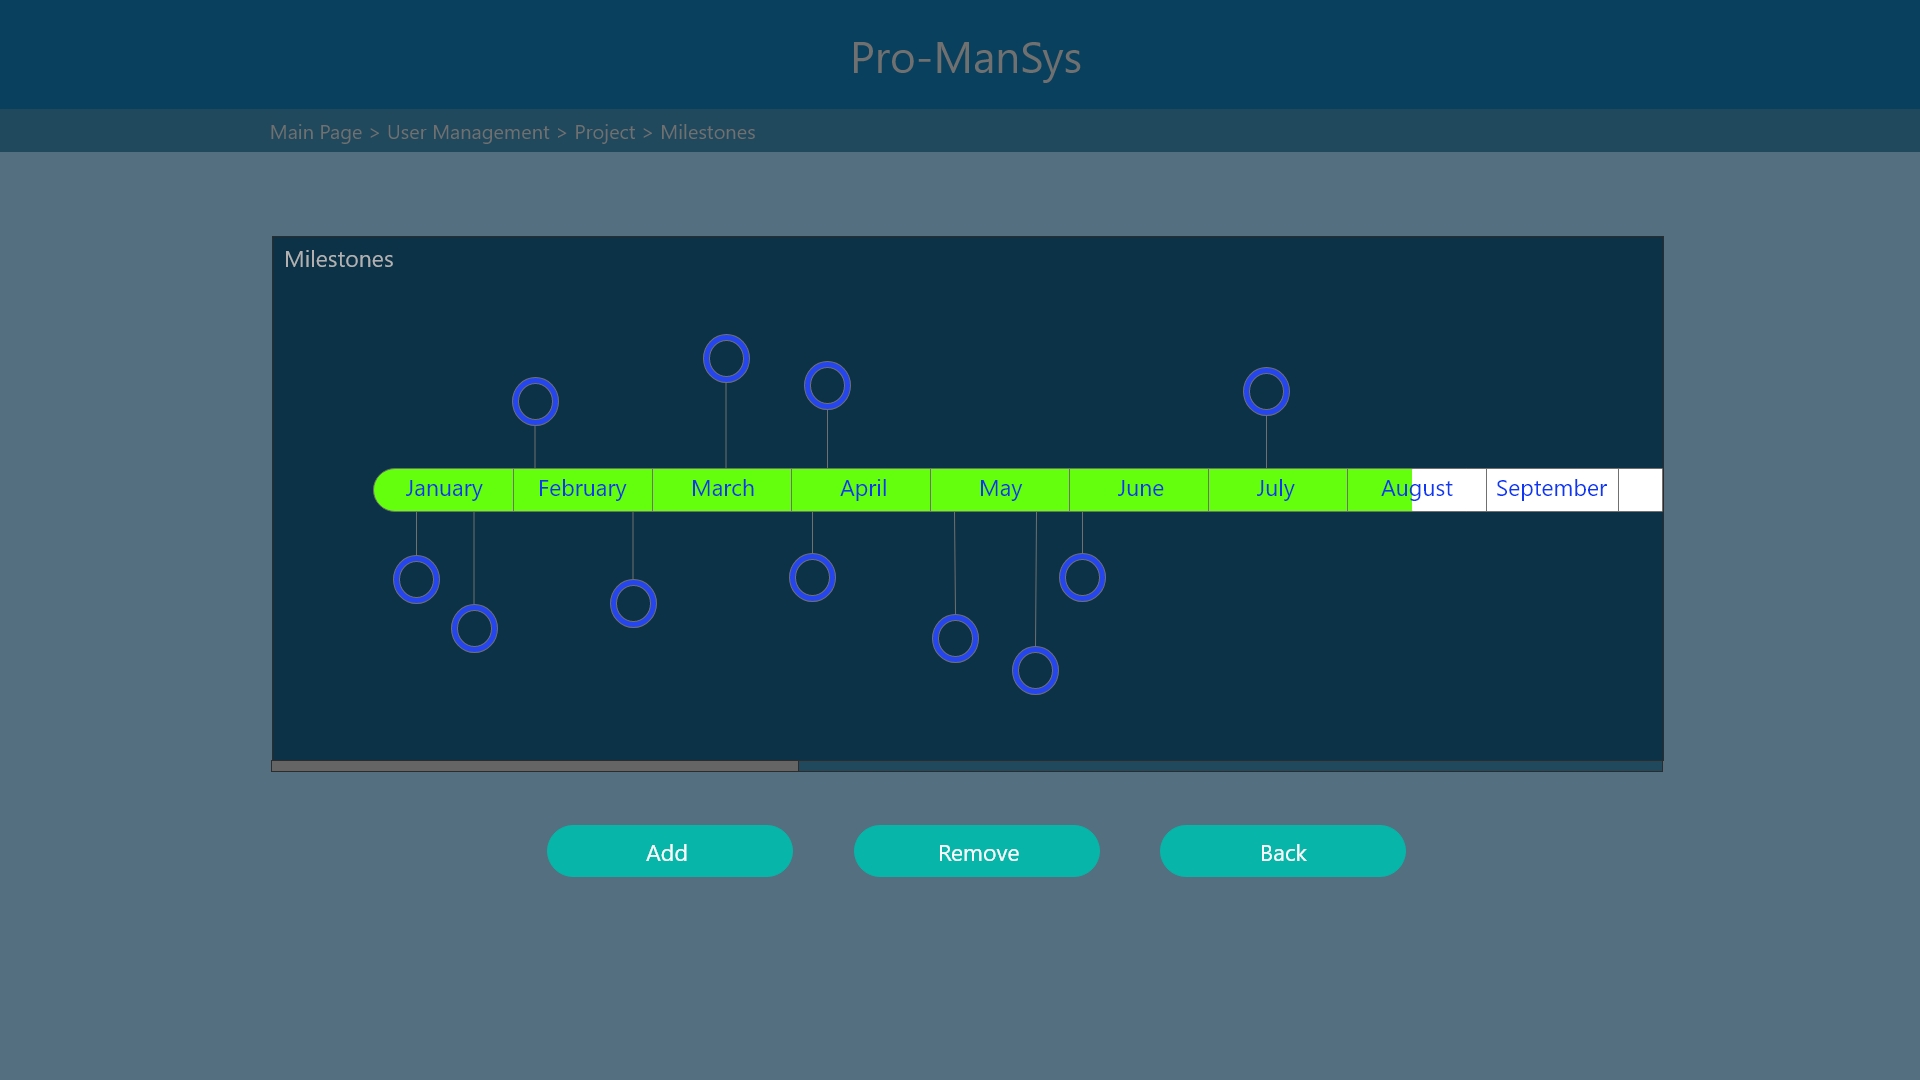 Pro-ManSys
Main Page > User Management > Project > Milestones
Milestones
January February March April May June July August September
Add Remove Back